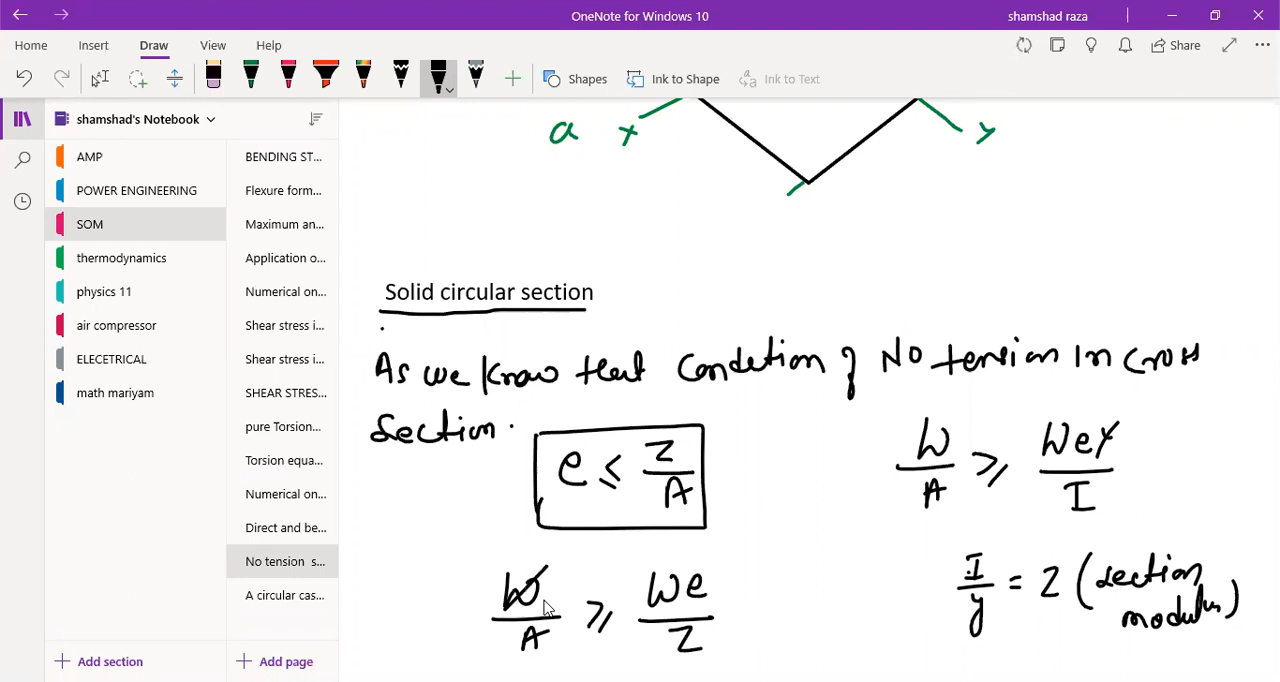 OneNote for Windows 10
shamshad raza
Home Insert Draw View Help
Share
Shapes Ink to Shape Ink to Text
shamshad's Notebook
AMP
POWER ENGINEERING
SOM
thermodynamics
physics 11
air compressor
ELECETRICAL
math mariyam
Add section
BENDING ST...
Flexure form...
Maximum an...
Application o...
Numerical on...
Shear stress i...
Shear stress i...
SHEAR STRES...
pure Torsion...
Torsion equa...
Numerical on...
Direct and be...
No tension s...
A circular cas...
Add page
a x y
Solid circular section
As we know that Condition of No tension In cross
Section.
e ≤ Z/A
W/A ≥ Wey/I
W/A ≥ We/Z
I/y = Z (section
modulus)